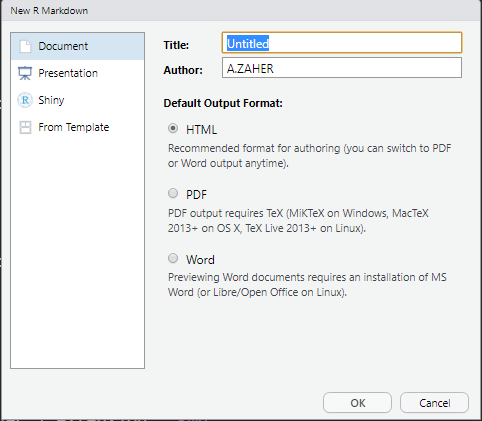 New R Markdown
Document
Presentation
Shiny
From Template
Title: Untitled
Author: A.ZAHER
Default Output Format:
HTML
Recommended format for authoring (you can switch to PDF
or Word output anytime).
PDF
PDF output requires TeX (MiKTeX on Windows, MacTeX
2013+ on OS X, TeX Live 2013+ on Linux).
Word
Previewing Word documents requires an installation of MS
Word (or Libre/Open Office on Linux).
OK Cancel